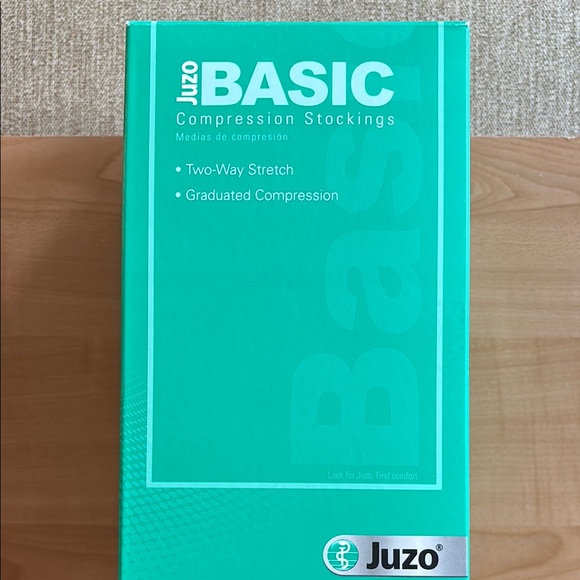 Juzo BASIC
Compression Stockings
Medias de compresión
• Two-Way Stretch
• Graduated Compression
Basic
Look for Juzo. Find comfort.
Juzo®